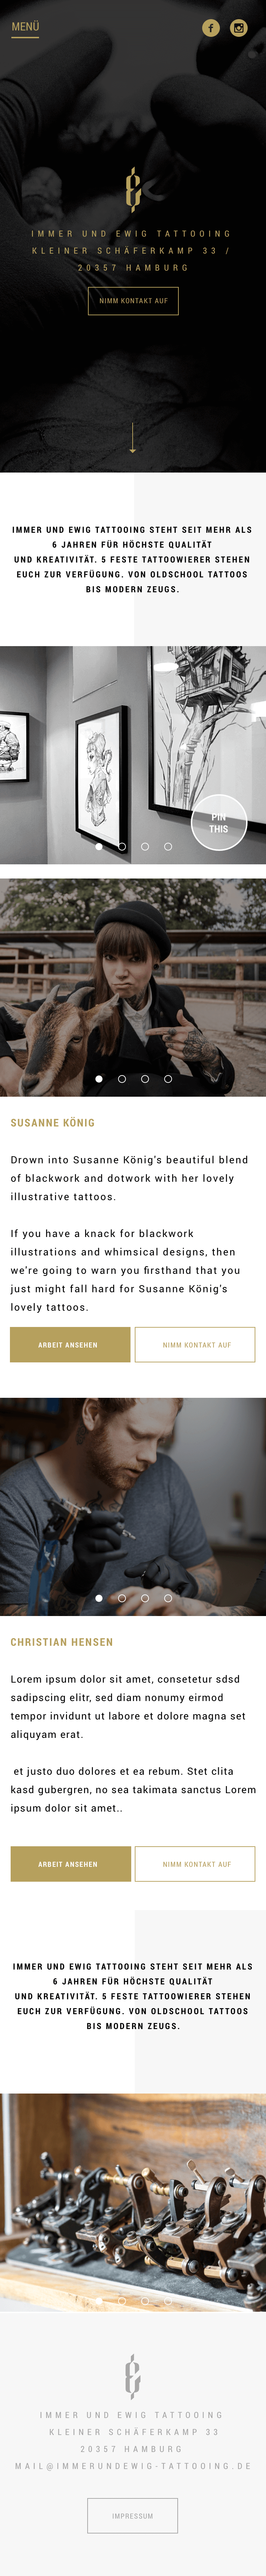 MENÜ
IMMER UND EWIG TATTOOING
KLEINER SCHÄFERKAMP 33 /
20357 HAMBURG
NIMM KONTAKT AUF
IMMER UND EWIG TATTOOING STEHT SEIT MEHR ALS
6 JAHREN FÜR HÖCHSTE QUALITÄT
UND KREATIVITÄT. 5 FESTE TATTOOWIERER STEHEN
EUCH ZUR VERFÜGUNG. VON OLDSCHOOL TATTOOS
BIS MODERN ZEUGS.
PIN
THIS
SUSANNE KÖNIG
Drown into Susanne König's beautiful blend
of blackwork and dotwork with her lovely
illustrative tattoos.
If you have a knack for blackwork
illustrations and whimsical designs, then
we're going to warn you firsthand that you
just might fall hard for Susanne König's
lovely tattoos.
ARBEIT ANSEHEN
NIMM KONTAKT AUF
CHRISTIAN HENSEN
Lorem ipsum dolor sit amet, consetetur sdsd
sadipscing elitr, sed diam nonumy eirmod
tempor invidunt ut labore et dolore magna set
aliquyam erat.
et justo duo dolores et ea rebum. Stet clita
kasd gubergren, no sea takimata sanctus Lorem
ipsum dolor sit amet..
ARBEIT ANSEHEN
NIMM KONTAKT AUF
IMMER UND EWIG TATTOOING STEHT SEIT MEHR ALS
6 JAHREN FÜR HÖCHSTE QUALITÄT
UND KREATIVITÄT. 5 FESTE TATTOOWIERER STEHEN
EUCH ZUR VERFÜGUNG. VON OLDSCHOOL TATTOOS
BIS MODERN ZEUGS.
IMMER UND EWIG TATTOOING
KLEINER SCHÄFERKAMP 33
20357 HAMBURG
MAIL@IMMERUNDEWIG-TATTOOING.DE
IMPRESSUM